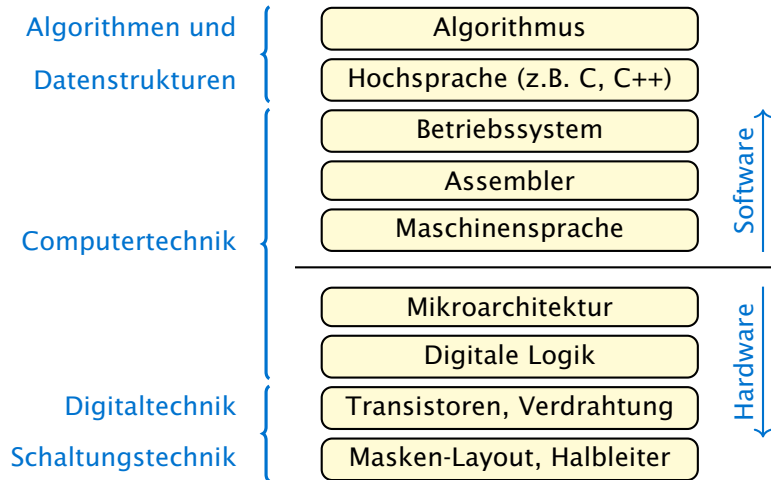 Algorithmen und
Algorithmus
Datenstrukturen
Hochsprache (z.B. C, C++)
Betriebssystem
Assembler
Software
Computertechnik
Maschinensprache
Mikroarchitektur
Digitale Logik
Hardware
Digitaltechnik
Transistoren, Verdrahtung
Schaltungstechnik
Masken-Layout, Halbleiter